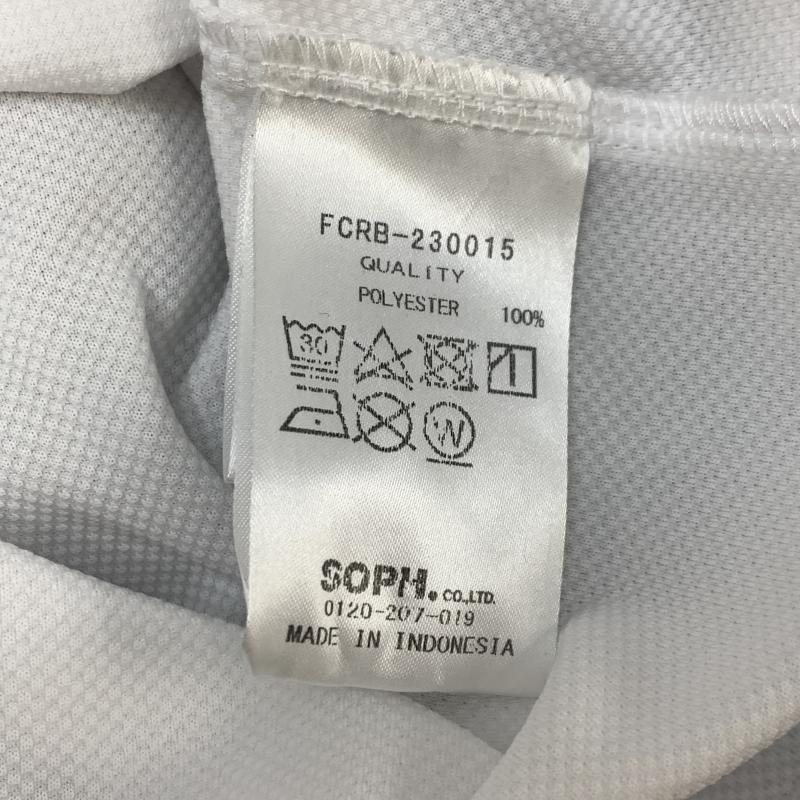 FCRB-230015
QUALITY
POLYESTER 100%
30
W
SOPH. CO.,LTD.
0120-207-019
MADE IN INDONESIA